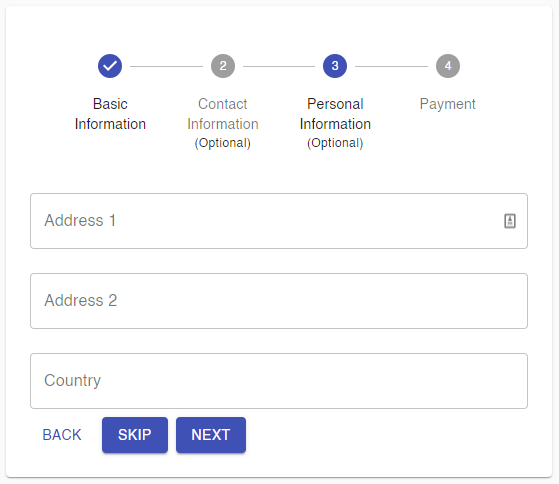 2
3
4
Basic
Information
Contact
Information
(Optional)
Personal
Information
(Optional)
Payment
Address 1
Address 2
Country
BACK
SKIP
NEXT